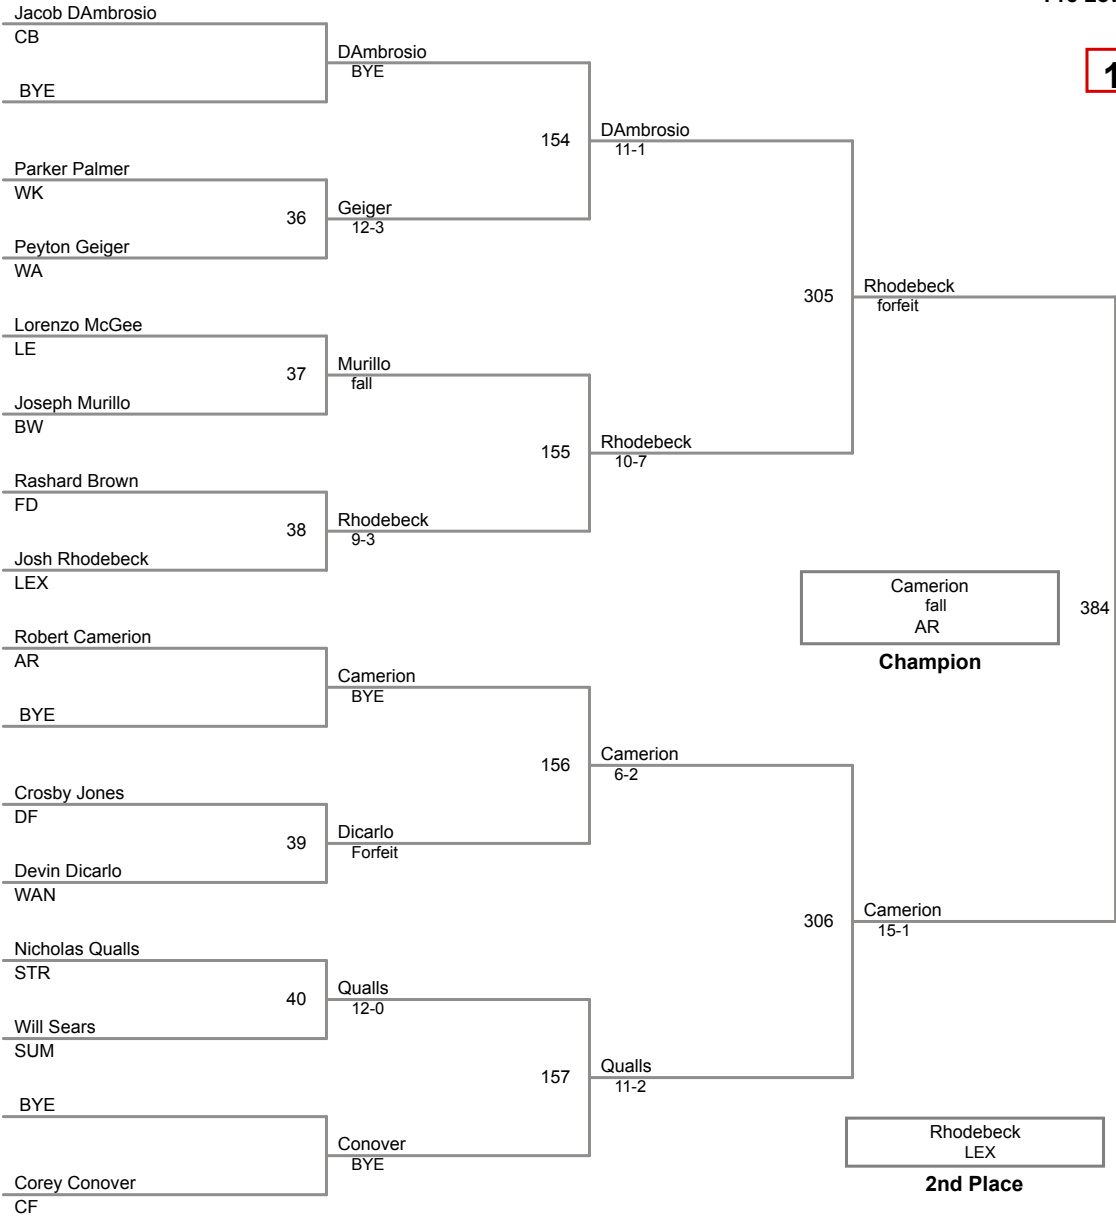 Jacob DAmbrosio
CB
BYE
Parker Palmer
WK
Peyton Geiger
WA
Lorenzo McGee
LE
Joseph Murillo
BW
Rashard Brown
FD
Josh Rhodebeck
LEX
Robert Camerion
AR
BYE
Crosby Jones
DF
Devin Dicarlo
WAN
Nicholas Qualls
STR
Will Sears
SUM
BYE
Corey Conover
CF
36
37
38
39
40
DAmbrosio
BYE
Geiger
12-3
Murillo
fall
Rhodebeck
9-3
Camerion
BYE
Dicarlo
Forfeit
Qualls
12-0
Conover
BYE
154
155
156
157
DAmbrosio
11-1
Rhodebeck
10-7
Camerion
6-2
Qualls
11-2
305
306
Rhodebeck
forfeit
Camerion
15-1
1
384
Camerion
fall
AR
Champion
Rhodebeck
LEX
2nd Place